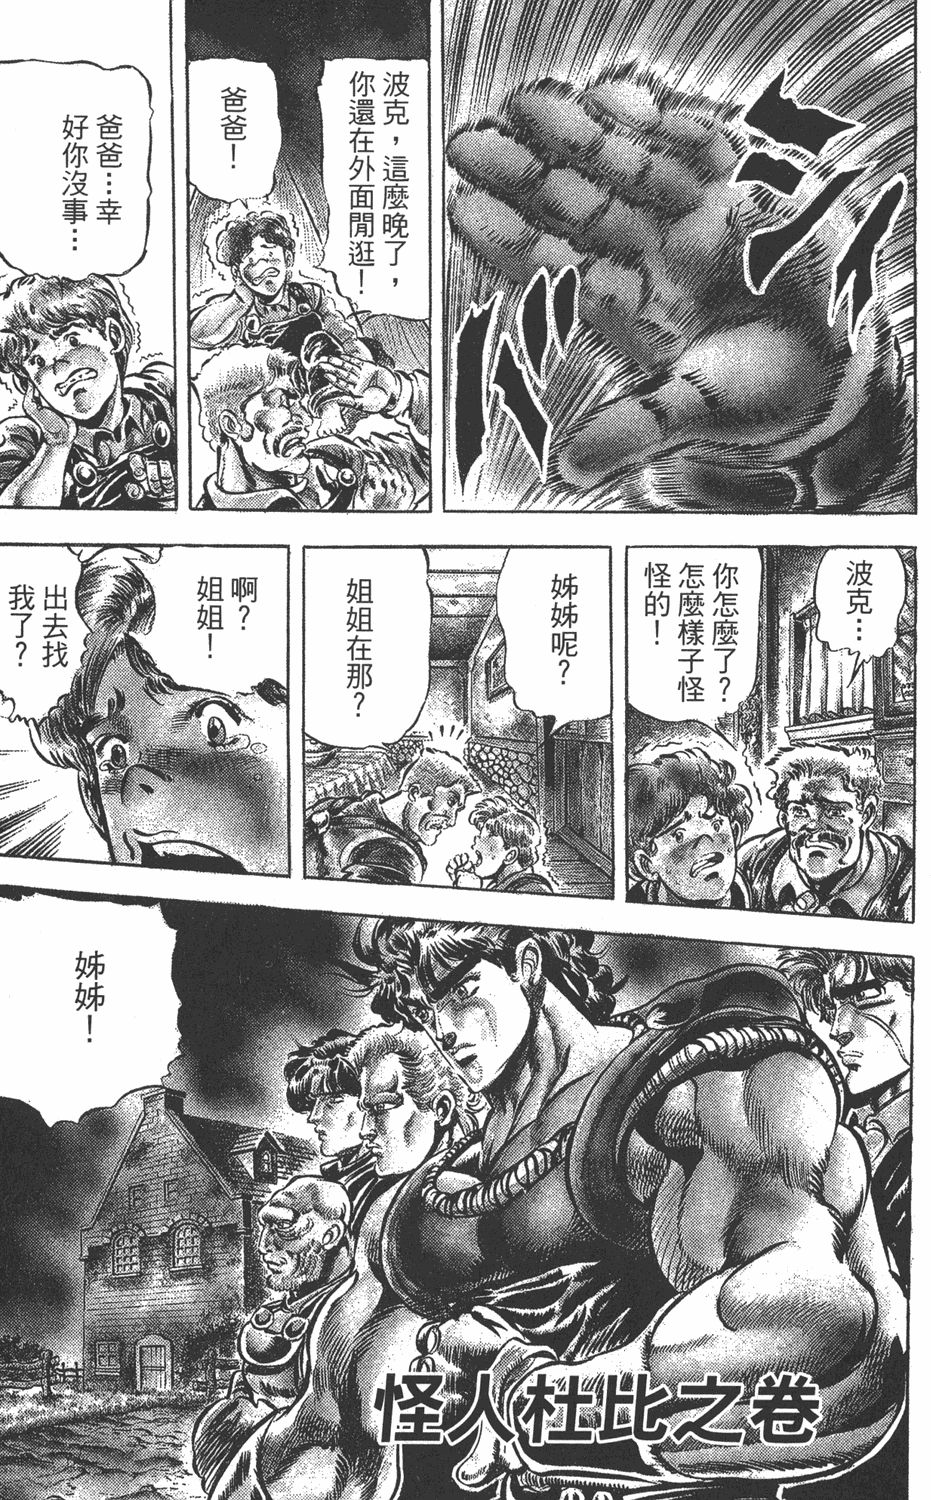 バン
ド
波克，這麼晚了，
你還在外面閒逛！
爸爸！
爸爸…幸
好你沒事…
波克…
你怎麼了？
怎麼樣子怪
怪的！
姊姊呢？
姐姐在那？
啊？
姐姐！
出去找
我了？
姊姊！
怪人杜比之卷